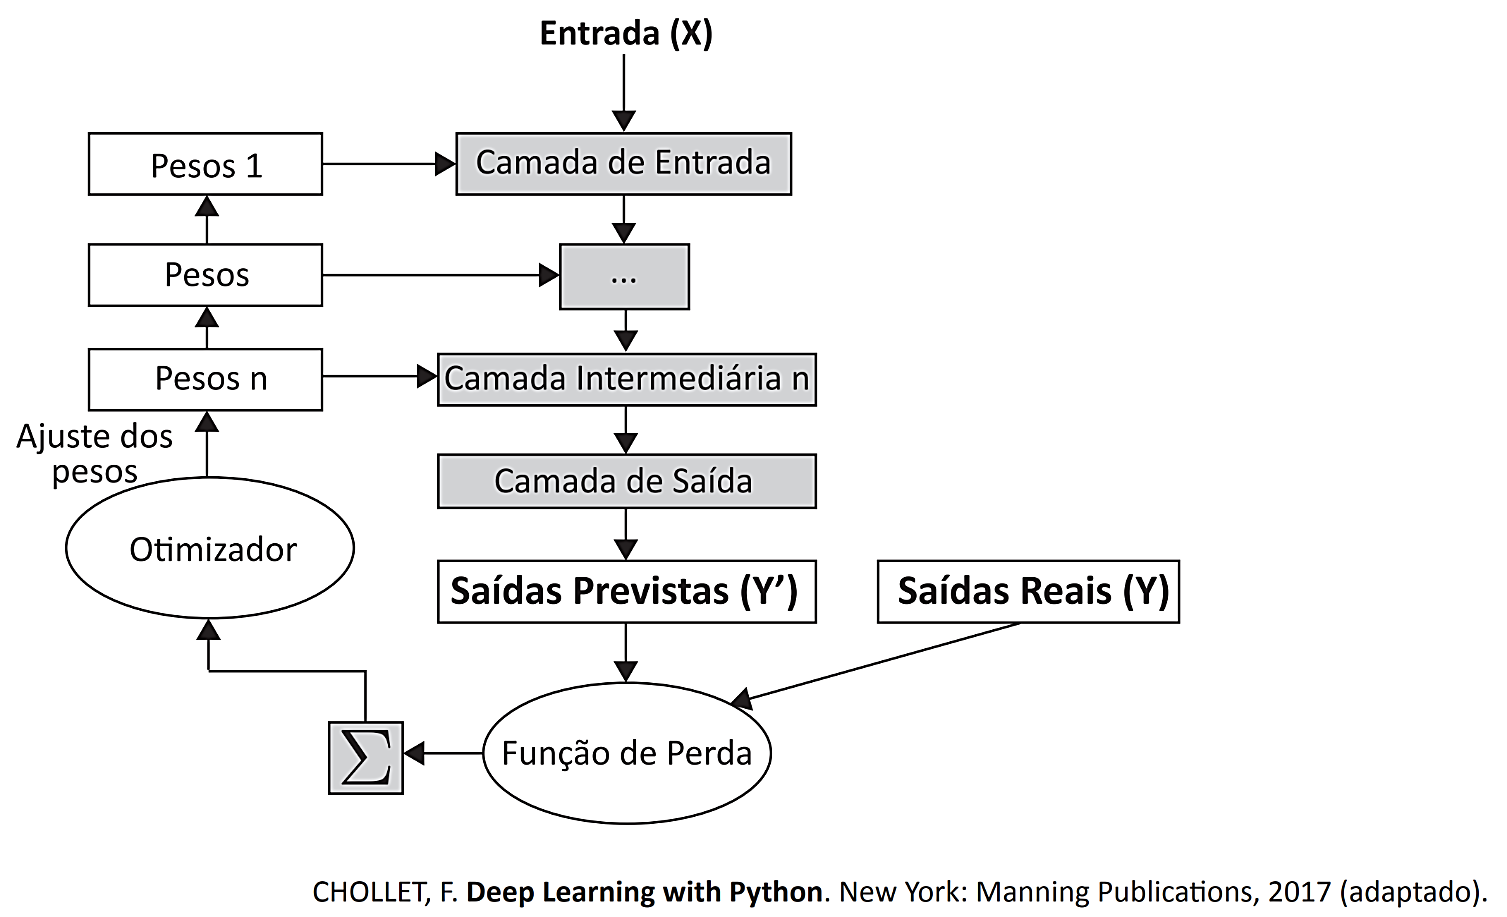 Entrada (X)
Pesos 1
Camada de Entrada
Pesos
...
Pesos n
Camada Intermediária n
Ajuste dos
pesos
Camada de Saída
Otimizador
Saídas Previstas (Y’)
Saídas Reais (Y)
Σ
Função de Perda
CHOLLET, F. Deep Learning with Python. New York: Manning Publications, 2017 (adaptado).